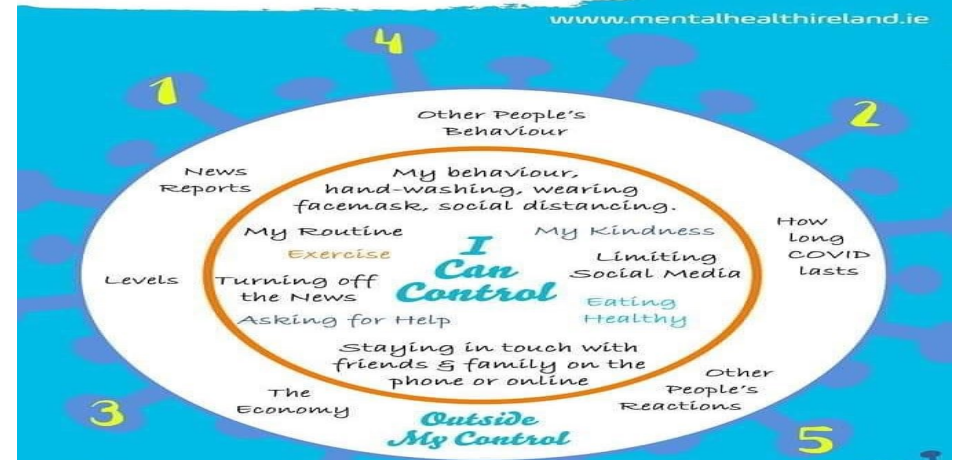 www.mentalhealthireland.ie
4
1
2
Other People's
Behaviour
News
Reports
My behaviour,
hand-washing, wearing
facemask, social distancing.
My Routine
My Kindness
How
long
COVID
lasts
Exercise
I
Can
Control
Limiting
Social Media
Levels
Turning off
the News
Eating
Healthy
Asking for Help
Staying in touch with
friends & family on the
phone or online
The
Economy
Other
People's
Reactions
Outside
My Control
3
5